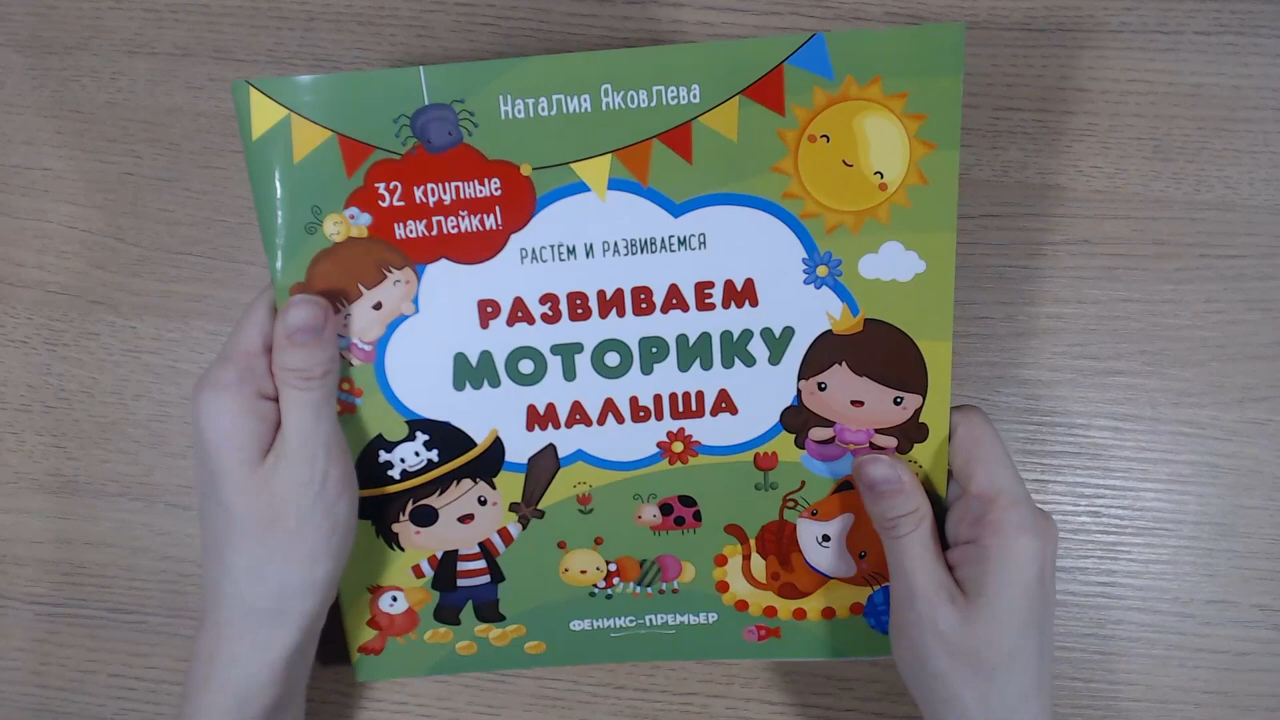 Наталия Яковлева
32 крупные
наклейки!
РАСТЁМ И РАЗВИВАЕМСЯ
РАЗВИВАЕМ
МОТОРИКУ
МАЛЫША
ФЕНИКС-ПРЕМЬЕР